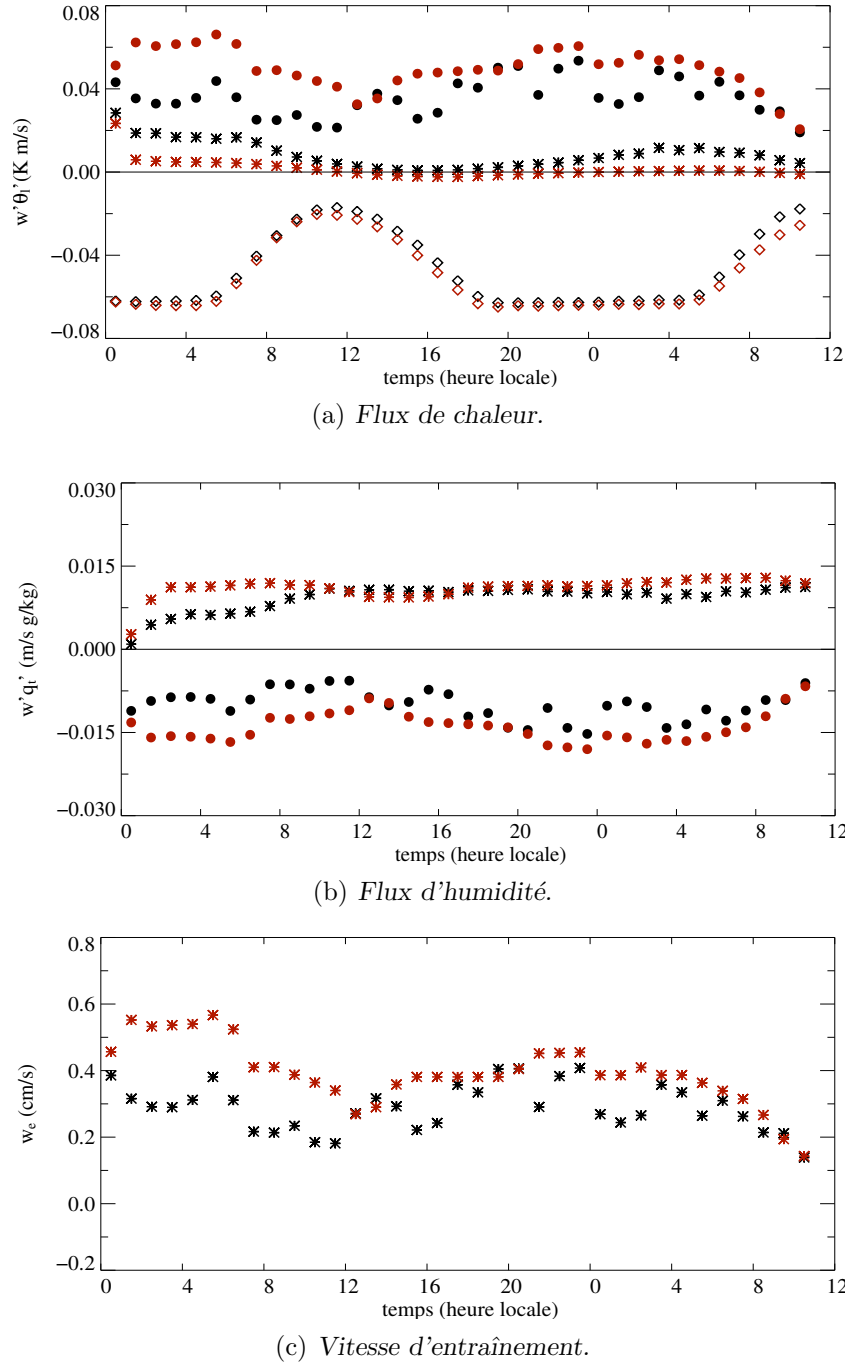 0.08
0.04
0.00
−0.04
−0.08
w'θl'(K m/s)
0 4 8 12 16 20 0 4 8 12
temps (heure locale)
(a) Flux de chaleur.
0.030
0.015
0.000
−0.015
−0.030
w'qt' (m/s g/kg)
0 4 8 12 16 20 0 4 8 12
temps (heure locale)
(b) Flux d'humidité.
0.8
0.6
0.4
0.2
0.0
−0.2
we (cm/s)
0 4 8 12 16 20 0 4 8 12
temps (heure locale)
(c) Vitesse d'entraînement.